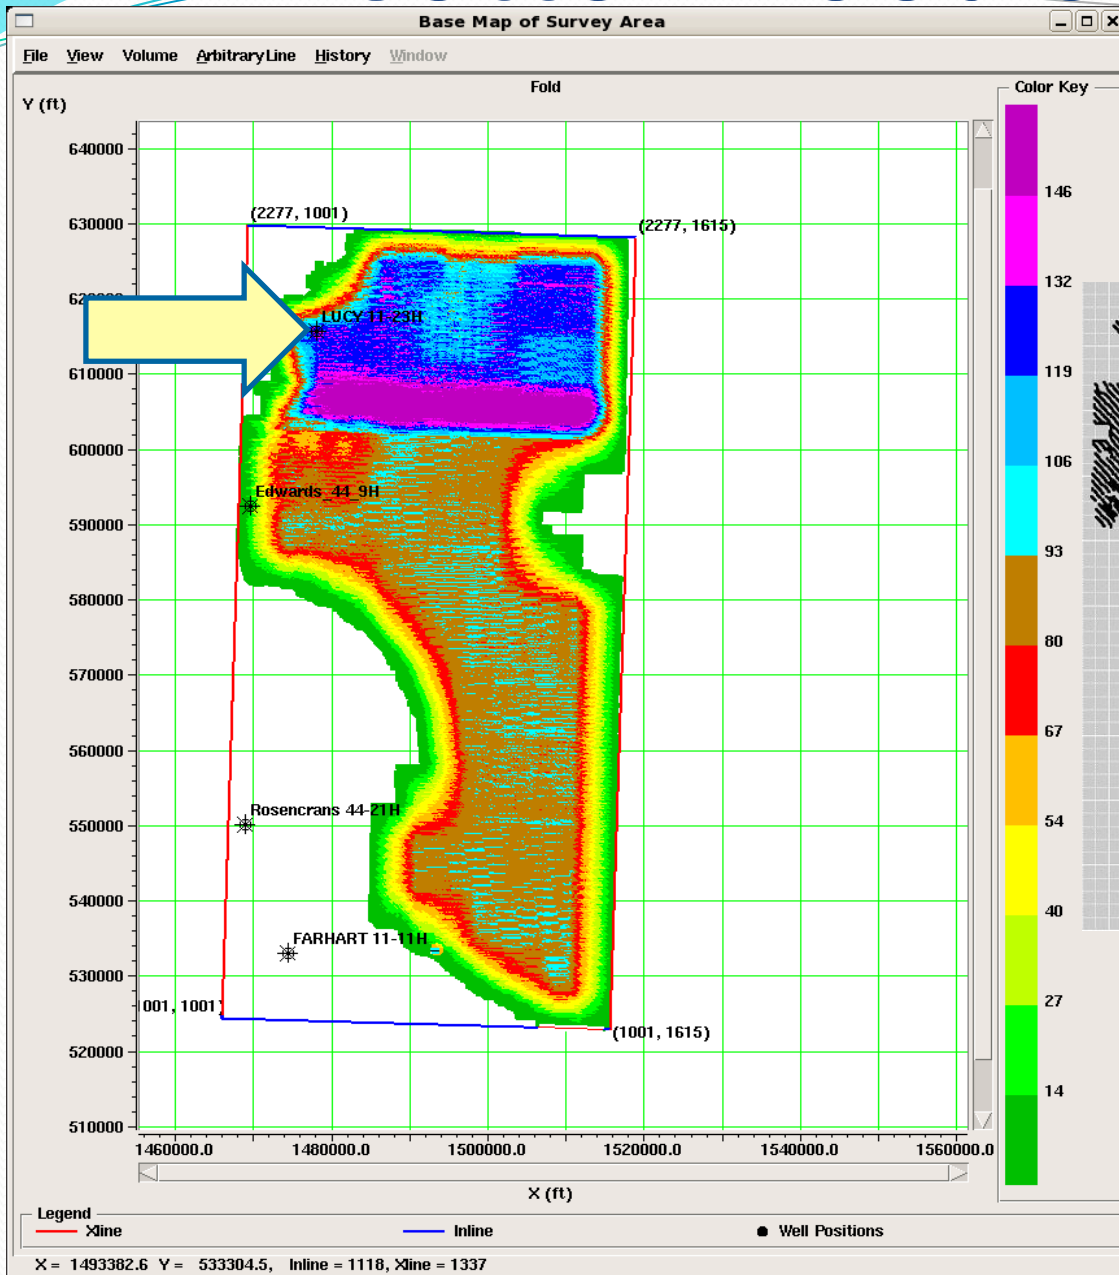 Base Map of Survey Area
File View Volume ArbitraryLine History Window
Fold
Color Key
Y (ft)
640000
630000
620000
610000
600000
590000
580000
570000
560000
550000
540000
530000
520000
510000
(2277, 1001)
(2277, 1615)
LUCY 11-23H
Edwards_44_9H
Rosencrans 44-21H
FARHART 11-11H
001, 1001)
(1001, 1615)
146
132
119
106
93
80
67
54
40
27
14
1460000.0 1480000.0 1500000.0 1520000.0 1540000.0 1560000.0
X (ft)
Legend
Xline Inline Well Positions
X = 1493382.6 Y = 533304.5, Inline = 1118, Xline = 1337